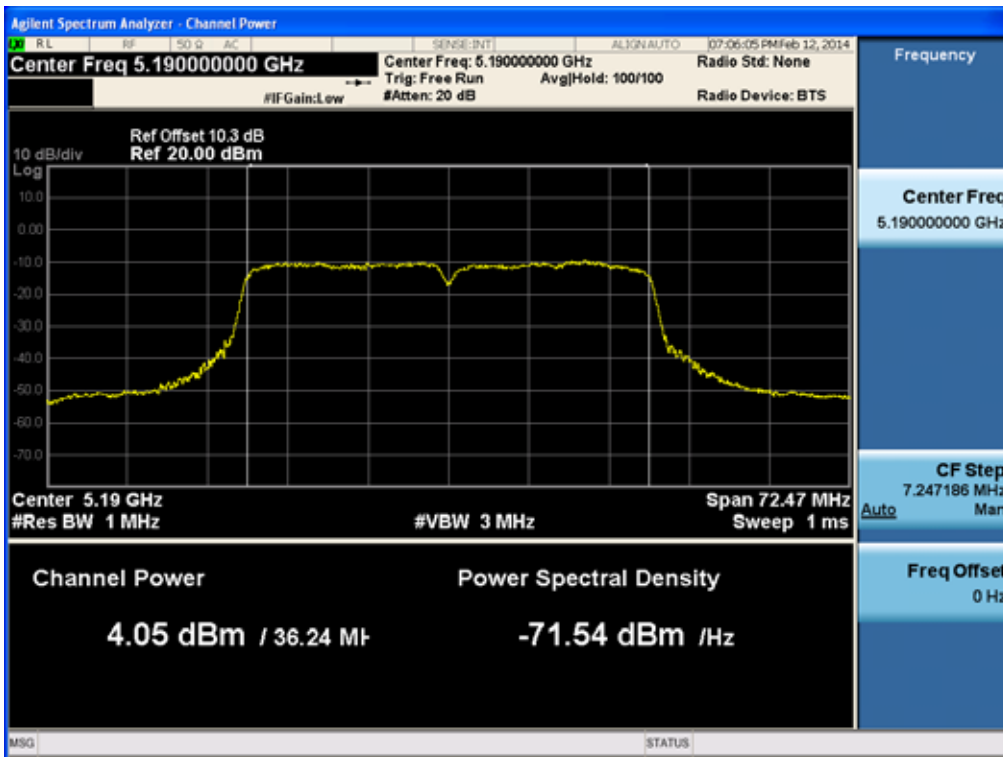 Agilent Spectrum Analyzer - Channel Power
LXI RL RF 50 Ω AC SENSE:INT ALIGNAUTO 07:06:05 PMFeb 12, 2014
Center Freq 5.190000000 GHz
Center Freq: 5.190000000 GHz
Radio Std: None
Trig: Free Run Avg|Hold: 100/100
#IFGain:Low
#Atten: 20 dB
Radio Device: BTS
Frequency
Ref Offset 10.3 dB
10 dB/div Ref 20.00 dBm
Log
10.0
0.00
-10.0
-20.0
-30.0
-40.0
-50.0
-60.0
-70.0
Center 5.19 GHz
Span 72.47 MHz
#Res BW 1 MHz
#VBW 3 MHz
Sweep 1 ms
Channel Power
Power Spectral Density
4.05 dBm / 36.24 MH
-71.54 dBm /Hz
Center Freq
5.190000000 GHz
CF Step
7.247186 MHz
Auto Man
Freq Offset
0 Hz
MSG
STATUS